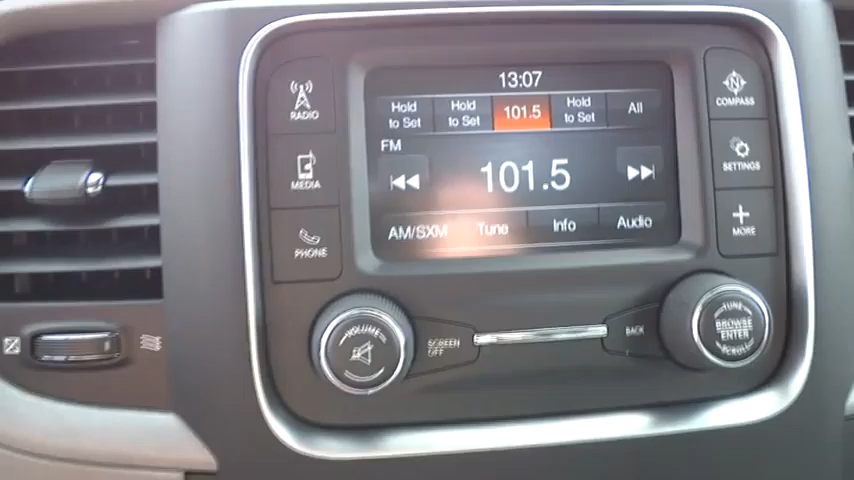 13:07
Hold to Set
Hold to Set
101.5
Hold to Set
All
FM
101.5
AM/SXM
Tune
Info
Audio
RADIO
MEDIA
PHONE
N
COMPASS
SETTINGS
MORE
VOLUME
SCREEN OFF
BACK
TUNE
BROWSE
ENTER
SCROLL